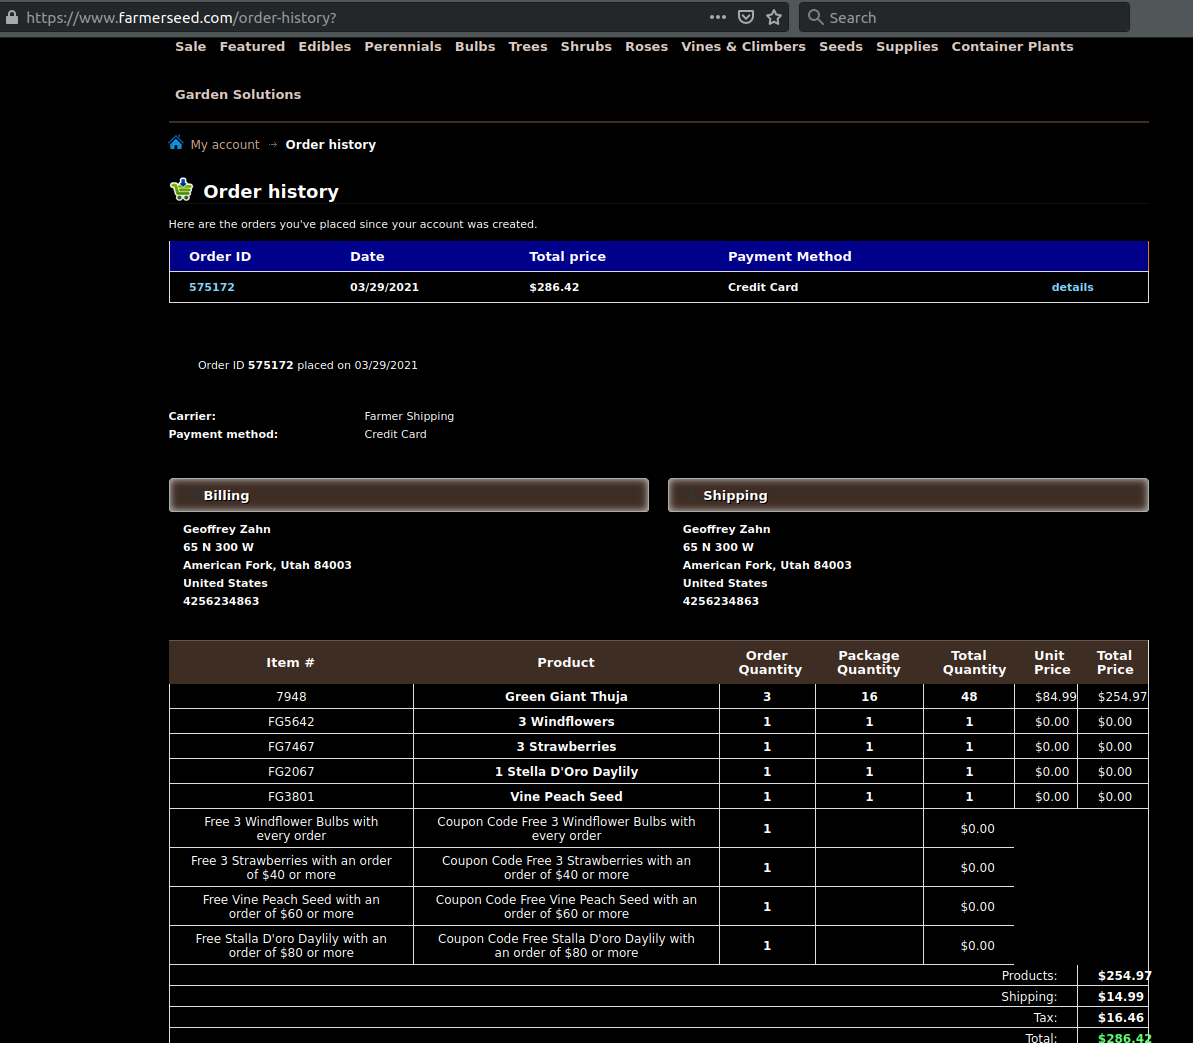 https://www.farmerseed.com/order-history?
Search
Sale Featured Edibles Perennials Bulbs Trees Shrubs Roses Vines & Climbers Seeds Supplies Container Plants
Garden Solutions
My account → Order history
Order history
Here are the orders you've placed since your account was created.
Order ID Date Total price Payment Method
575172 03/29/2021 $286.42 Credit Card details
Order ID 575172 placed on 03/29/2021
Carrier: Farmer Shipping
Payment method: Credit Card
Billing Shipping
Geoffrey Zahn Geoffrey Zahn
65 N 300 W 65 N 300 W
American Fork, Utah 84003 American Fork, Utah 84003
United States United States
4256234863 4256234863
Item # Product Order Quantity Package Quantity Total Quantity Unit Price Total Price
7948 Green Giant Thuja 3 16 48 $84.99 $254.97
FG5642 3 Windflowers 1 1 1 $0.00 $0.00
FG7467 3 Strawberries 1 1 1 $0.00 $0.00
FG2067 1 Stella D'Oro Daylily 1 1 1 $0.00 $0.00
FG3801 Vine Peach Seed 1 1 1 $0.00 $0.00
Free 3 Windflower Bulbs with every order Coupon Code Free 3 Windflower Bulbs with every order 1 $0.00
Free 3 Strawberries with an order of $40 or more Coupon Code Free 3 Strawberries with an order of $40 or more 1 $0.00
Free Vine Peach Seed with an order of $60 or more Coupon Code Free Vine Peach Seed with an order of $60 or more 1 $0.00
Free Stalla D'oro Daylily with an order of $80 or more Coupon Code Free Stalla D'oro Daylily with an order of $80 or more 1 $0.00
Products: $254.97
Shipping: $14.99
Tax: $16.46
Total: $286.42